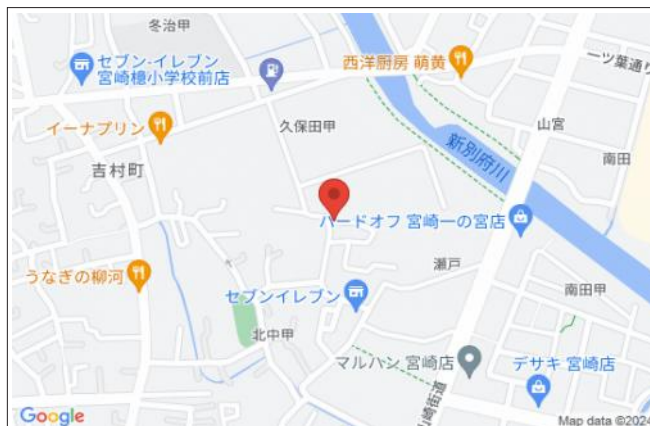 冬治甲
セブン-イレブン
宮崎檍小学校前店
西洋厨房 萌黄
一ツ葉通り
イーナプリン
久保田甲
山宮
新別府川
南田
吉村町
ハードオフ 宮崎一の宮店
瀬戸
うなぎの柳河
セブンイレブン
南田甲
北中甲
マルハン 宮崎店
デサキ 宮崎店
山崎街道
Google
Map data ©2024